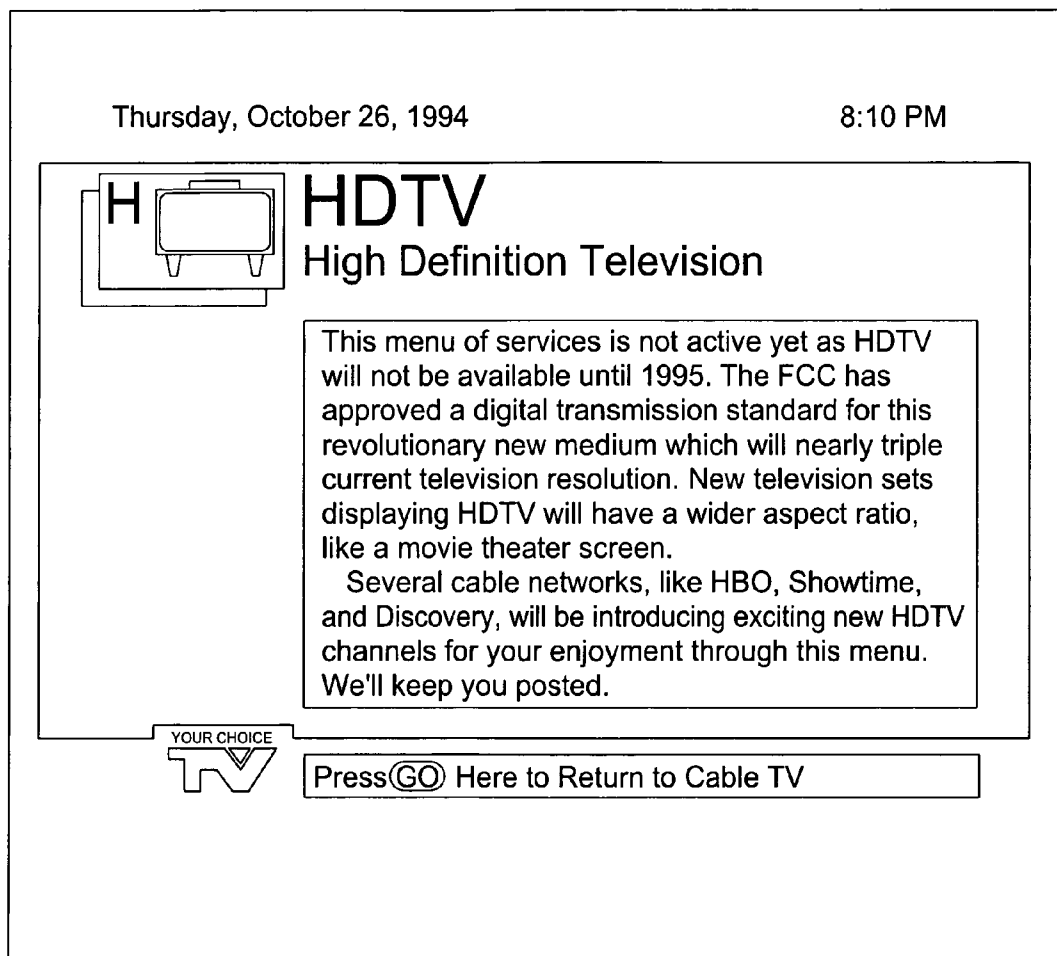 Thursday, October 26, 1994 8:10 PM
H
HDTV
High Definition Television
This menu of services is not active yet as HDTV
will not be available until 1995. The FCC has
approved a digital transmission standard for this
revolutionary new medium which will nearly triple
current television resolution. New television sets
displaying HDTV will have a wider aspect ratio,
like a movie theater screen.
Several cable networks, like HBO, Showtime,
and Discovery, will be introducing exciting new HDTV
channels for your enjoyment through this menu.
We'll keep you posted.
YOUR CHOICE
TV
Press GO Here to Return to Cable TV